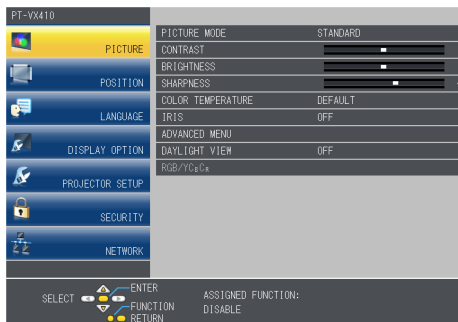 PT-VX410
PICTURE
POSITION
LANGUAGE
DISPLAY OPTION
PROJECTOR SETUP
SECURITY
NETWORK
PICTURE MODE STANDARD
CONTRAST
BRIGHTNESS
SHARPNESS
COLOR TEMPERATURE DEFAULT
IRIS OFF
ADVANCED MENU
DAYLIGHT VIEW OFF
RGB/YCBCR
SELECT
ENTER
FUNCTION
RETURN
ASSIGNED FUNCTION:
DISABLE